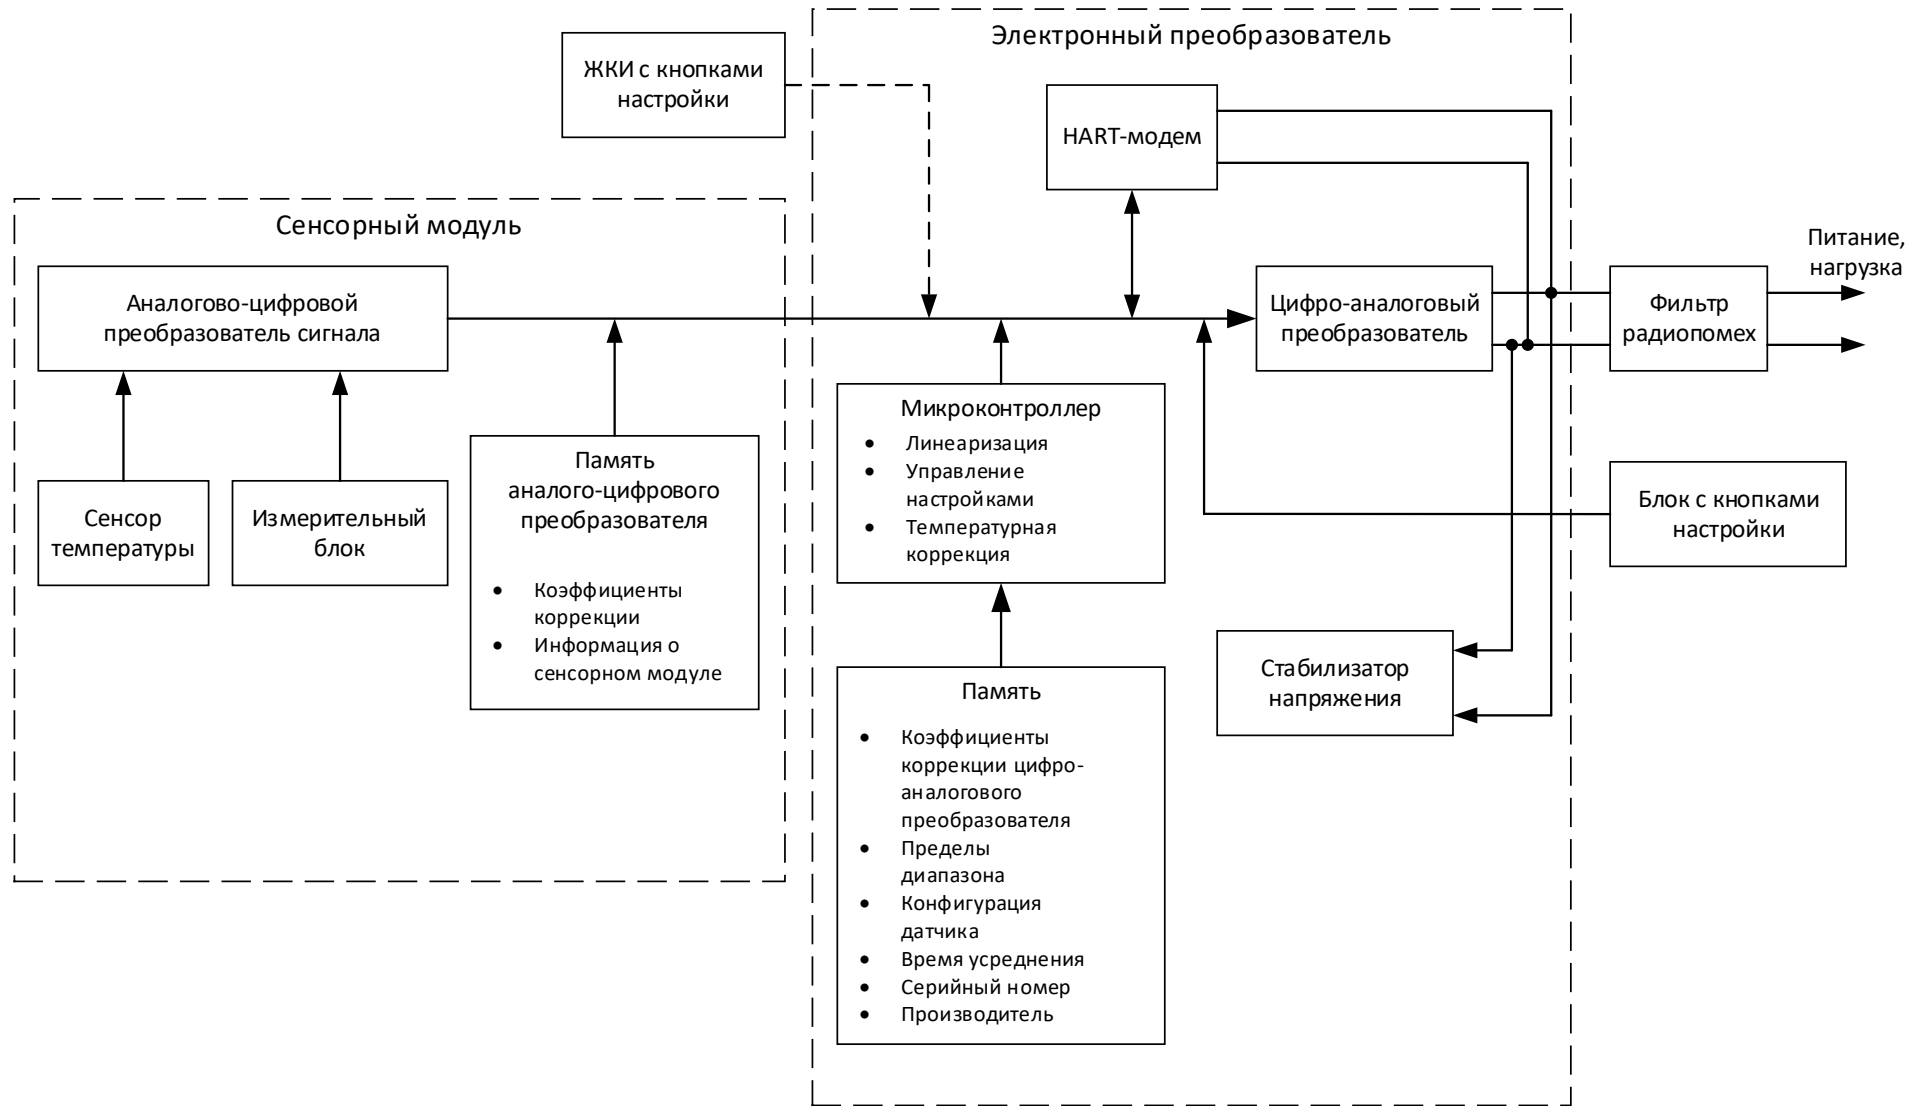 Электронный преобразователь
ЖКИ с кнопками
настройки
HART-модем
Сенсорный модуль
Аналогово-цифровой
преобразователь сигнала
Цифро-аналоговый
преобразователь
Фильтр
радиопомех
Питание,
нагрузка
Сенсор
температуры
Измерительный
блок
Память
аналого-цифрового
преобразователя
• Коэффициенты
коррекции
• Информация о
сенсорном модуле
Микроконтроллер
• Линеаризация
• Управление
настройками
• Температурная
коррекция
Блок с кнопками
настройки
Стабилизатор
напряжения
Память
• Коэффициенты
коррекции цифро-
аналогового
преобразователя
• Пределы
диапазона
• Конфигурация
датчика
• Время усреднения
• Серийный номер
• Производитель